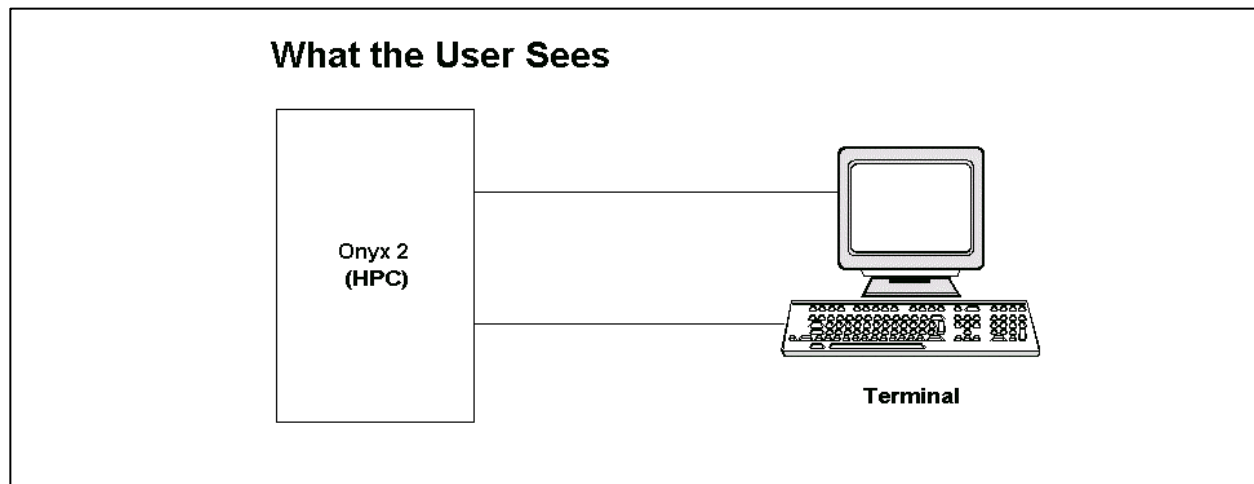 What the User Sees
Onyx 2
(HPC)
Terminal